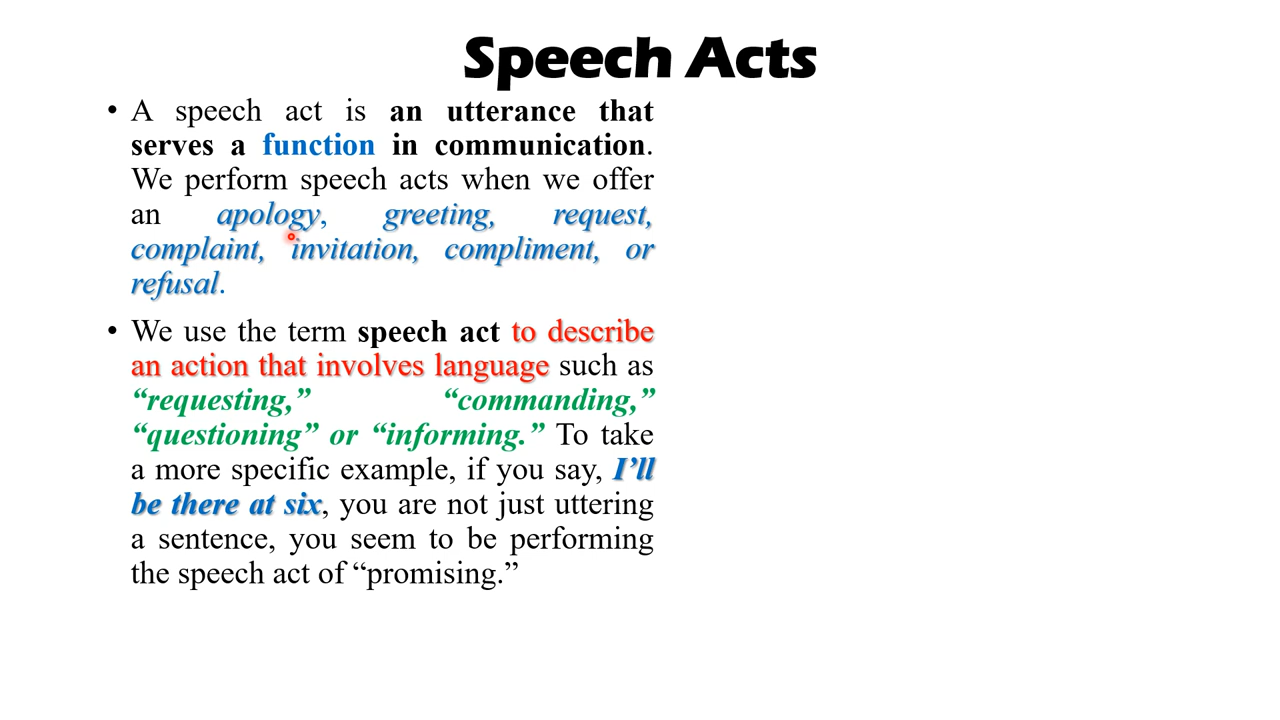 Speech Acts
• A speech act is an utterance that
serves a function in communication.
We perform speech acts when we offer
an apology, greeting, request,
complaint, invitation, compliment, or
refusal.
• We use the term speech act to describe
an action that involves language such as
“requesting,” “commanding,”
“questioning” or “informing.” To take
a more specific example, if you say, I’ll
be there at six, you are not just uttering
a sentence, you seem to be performing
the speech act of “promising.”